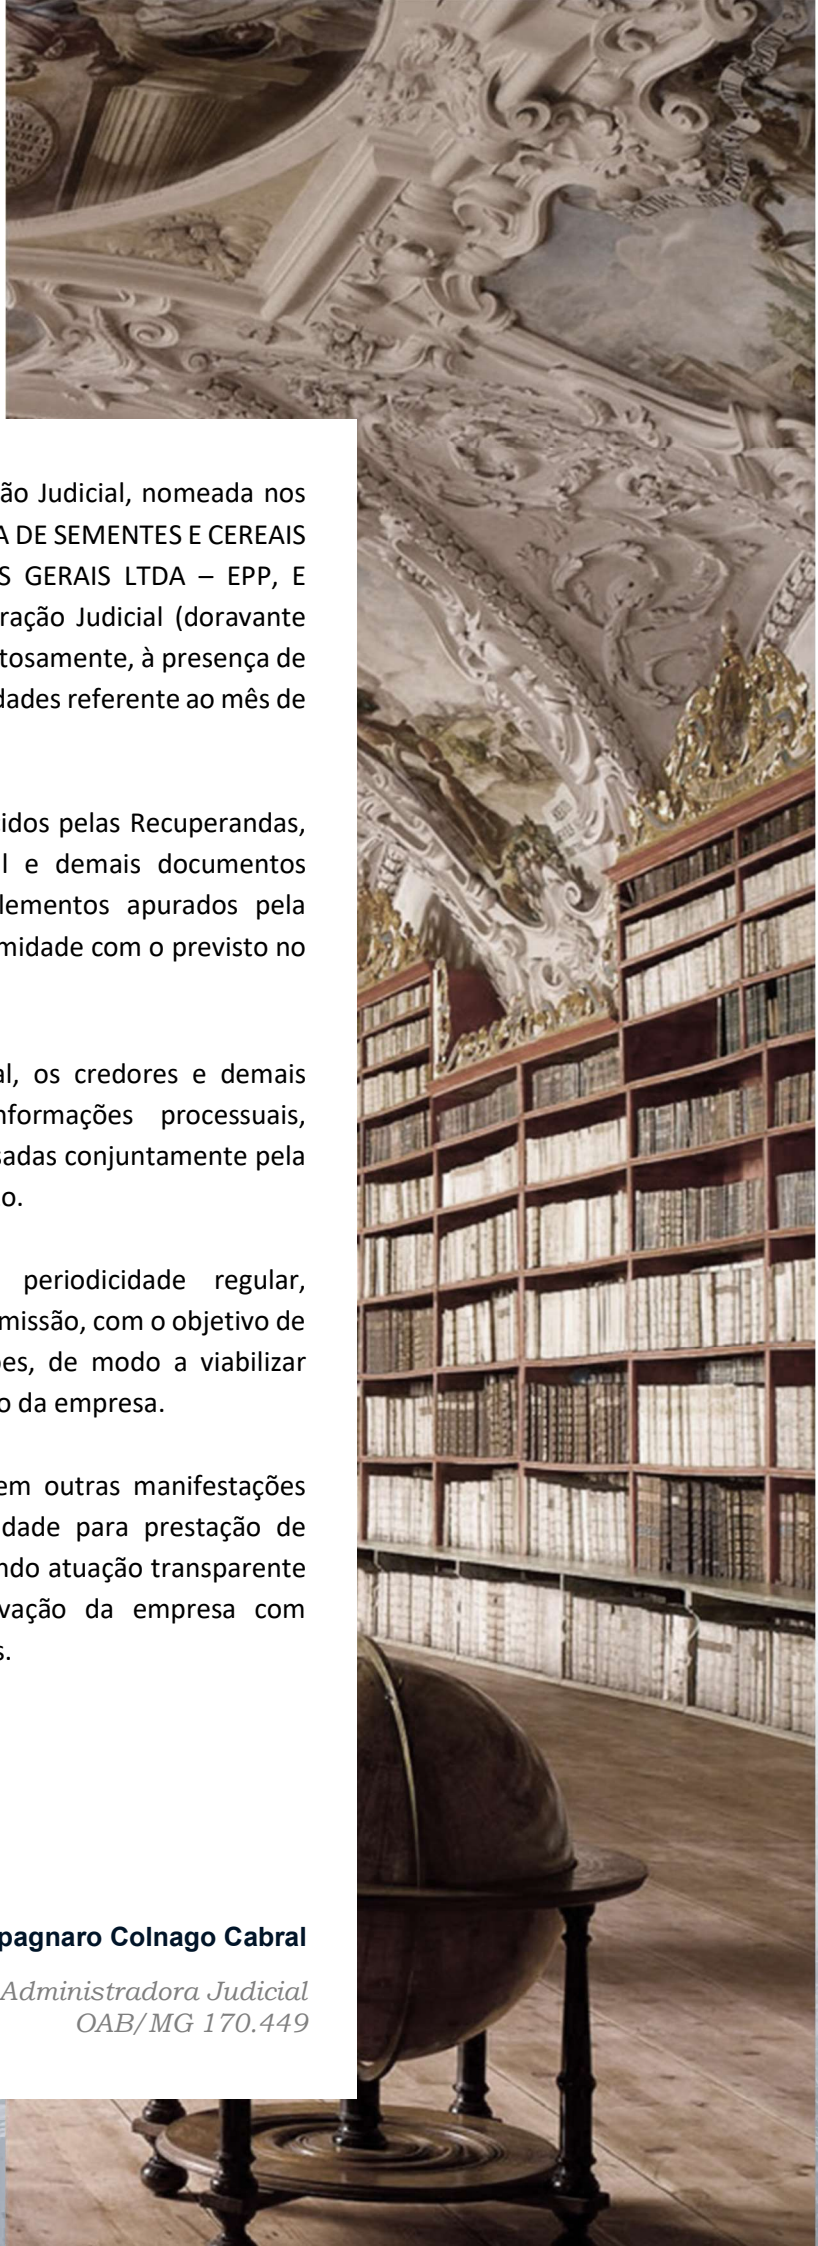 ão Judicial, nomeada nos
A DE SEMENTES E CEREAIS
S GERAIS LTDA – EPP, E
ração Judicial (doravante
tosamente, à presença de
dades referente ao mês de
idos pelas Recuperandas,
l e demais documentos
lementos apurados pela
midade com o previsto no
al, os credores e demais
nformações processuais,
sadas conjuntamente pela
o.
periodicidade regular,
missão, com o objetivo de
ões, de modo a viabilizar
o da empresa.
em outras manifestações
dade para prestação de
ndo atuação transparente
vação da empresa com
s.
pagnaro Colnago Cabral
Administradora Judicial
OAB/MG 170.449